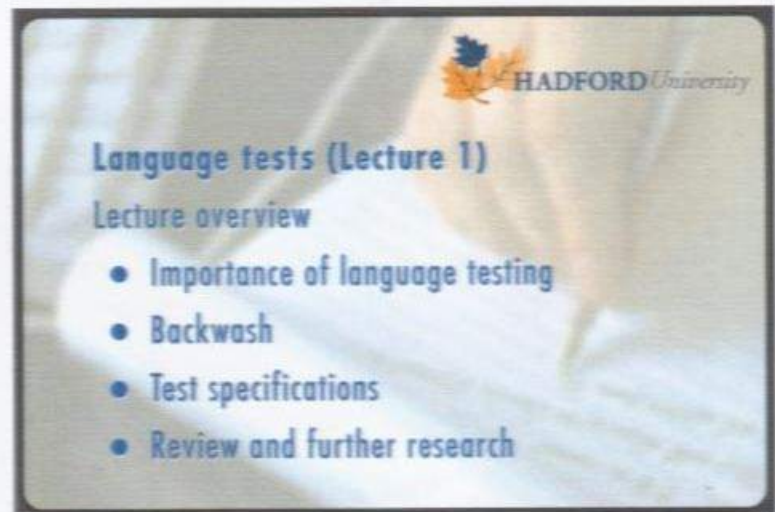 HADFORD University
Language tests (Lecture 1)
Lecture overview
• Importance of language testing
• Backwash
• Test specifications
• Review and further research